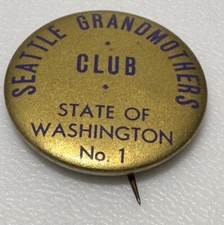 SEATTLE GRANDMOTHERS
CLUB
STATE OF
WASHINGTON
No. 1